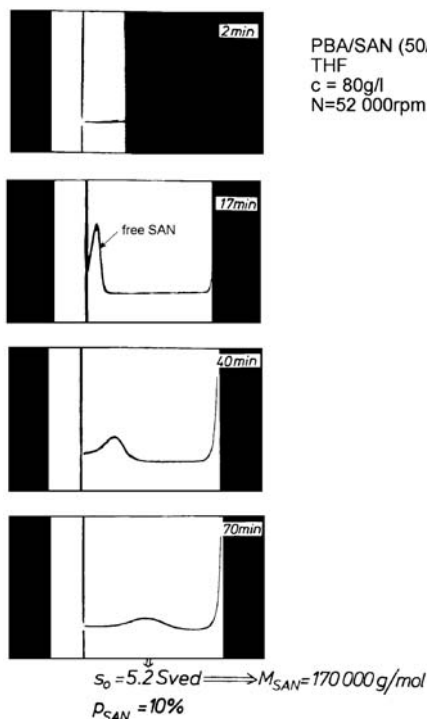 2min
PBA/SAN (50/
THF
c = 80g/l
N=52 000rpm
17min
free SAN
40min
70min
s₀ = 5.2 Sved ⟹ M_SAN = 170 000 g/mol
p_SAN = 10%